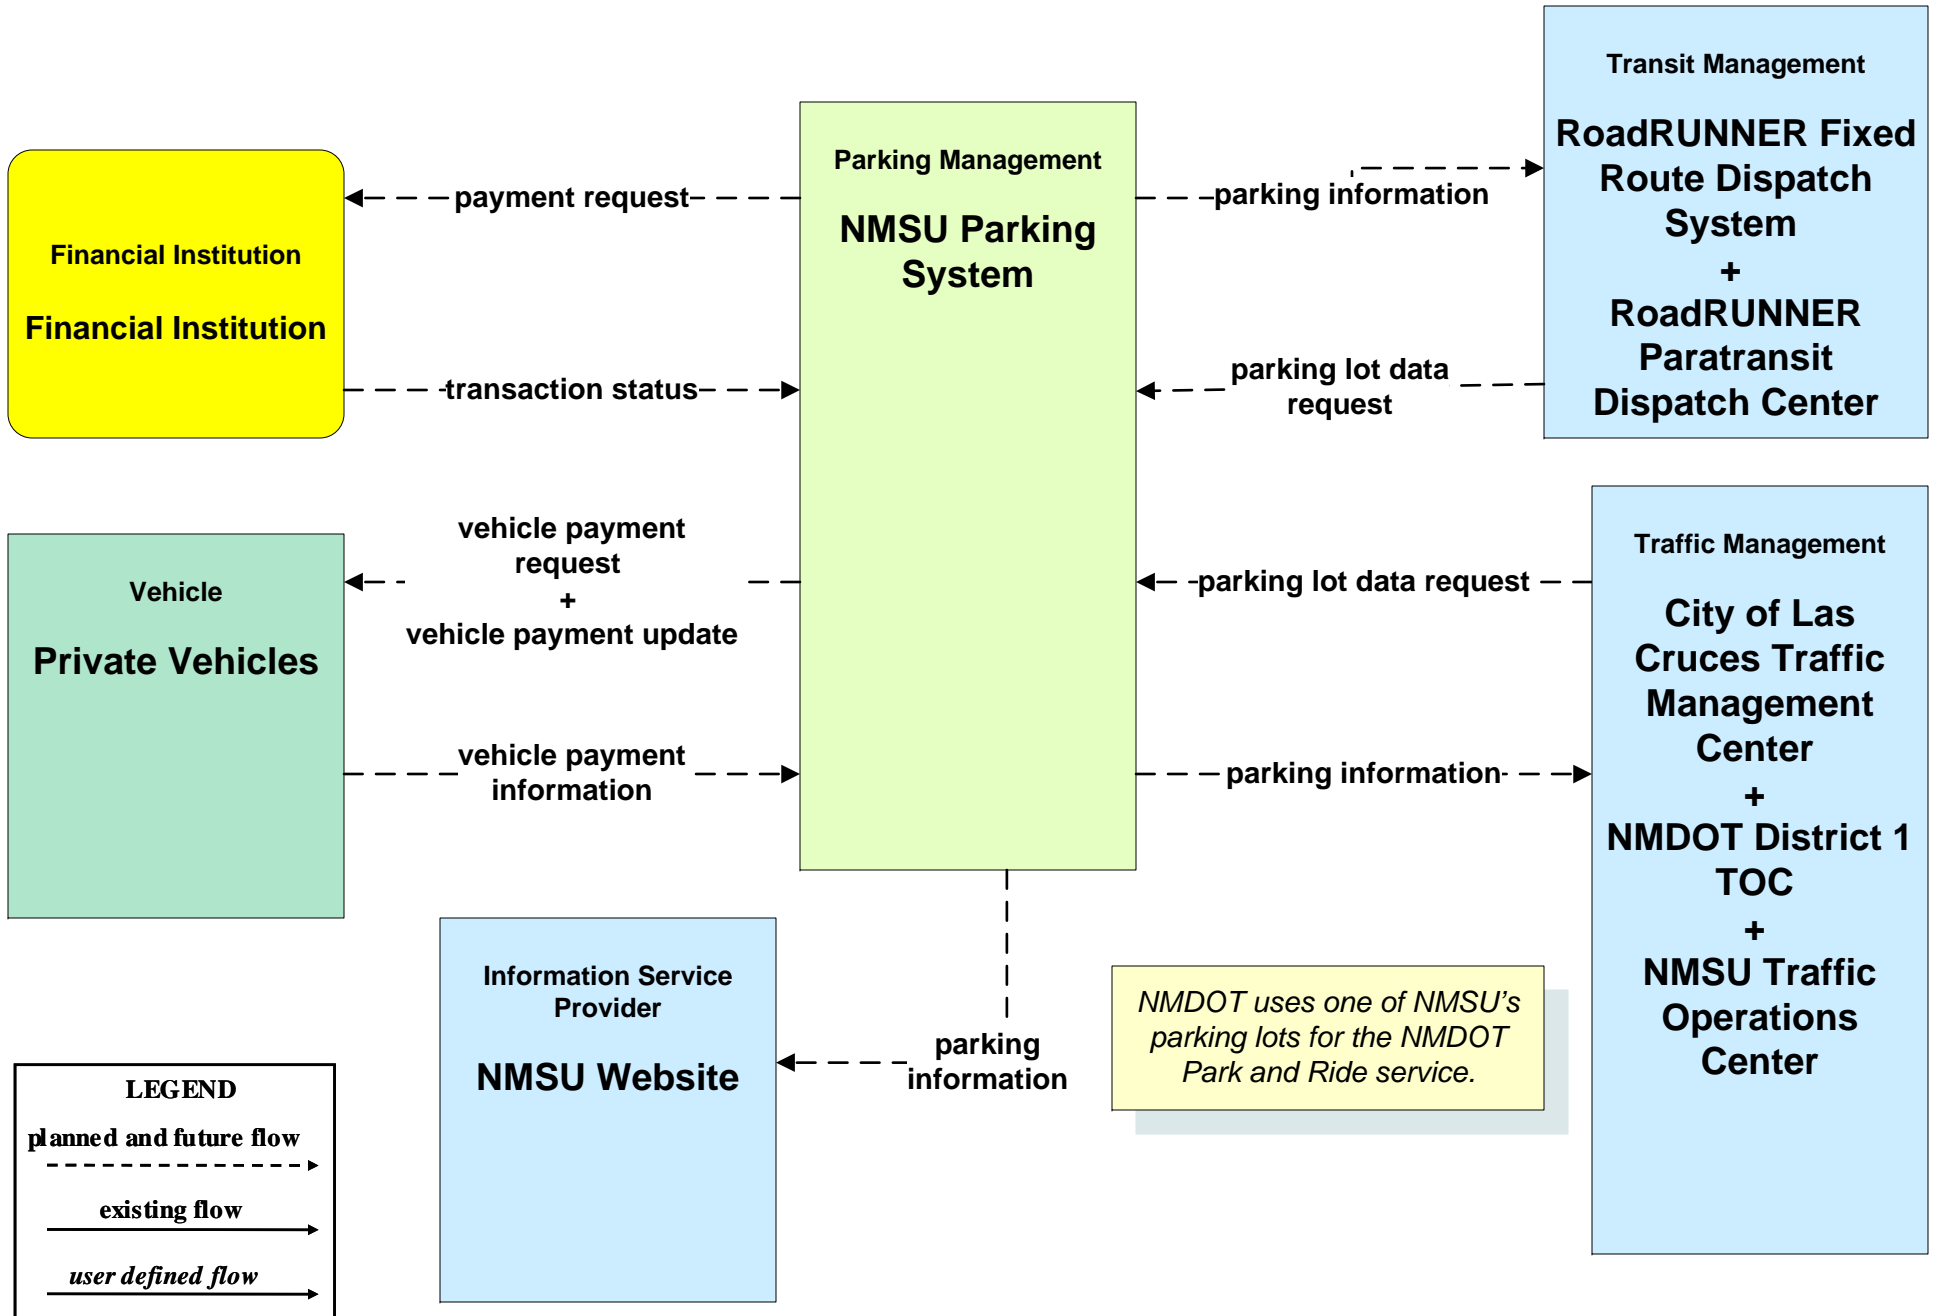 Transit Management
RoadRUNNER Fixed
Route Dispatch
System
+
RoadRUNNER
Paratransit
Dispatch Center
Parking Management
NMSU Parking
System
Financial Institution
Financial Institution
payment request
parking information
transaction status
parking lot data
request
Vehicle
Private Vehicles
vehicle payment
request
+
vehicle payment update
parking lot data request
Traffic Management
City of Las
Cruces Traffic
Management
Center
+
NMDOT District 1
TOC
+
NMSU Traffic
Operations
Center
vehicle payment
information
parking information
Information Service
Provider
NMSU Website
parking
information
NMDOT uses one of NMSU's
parking lots for the NMDOT
Park and Ride service.
LEGEND
planned and future flow
existing flow
user defined flow